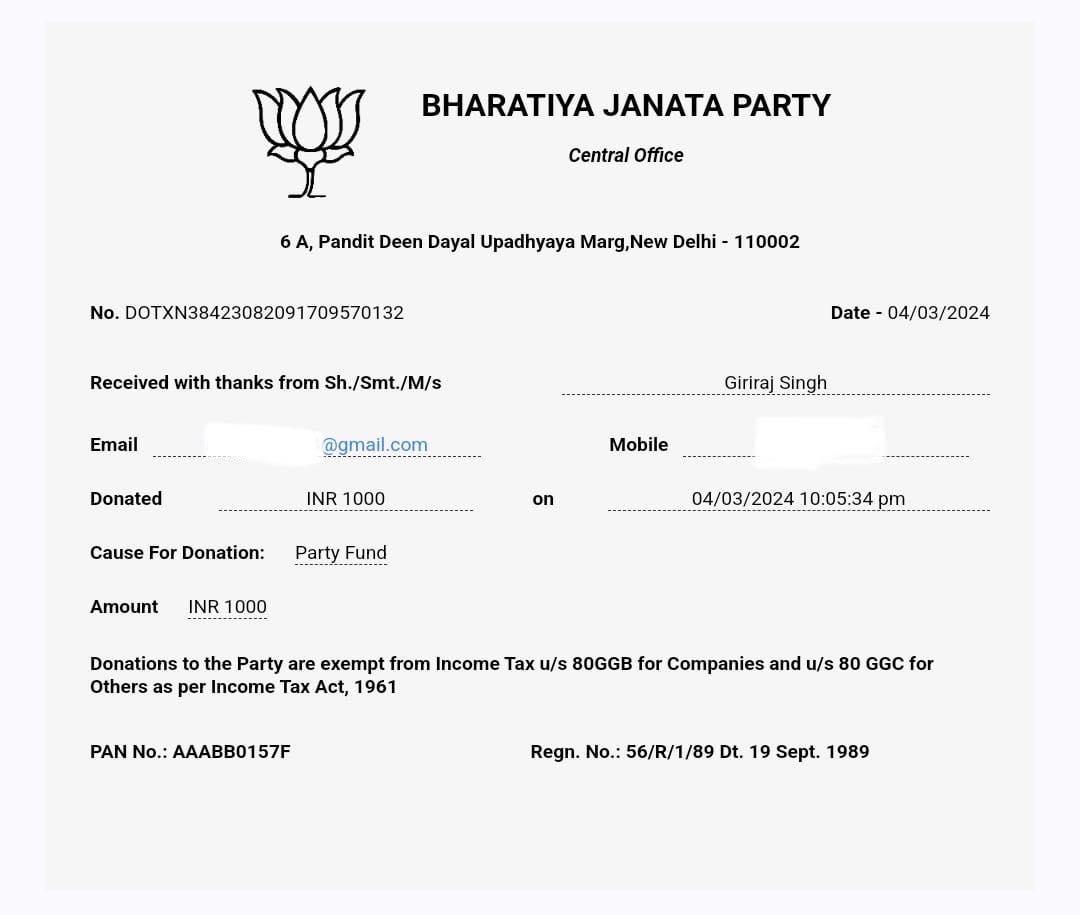 BHARATIYA JANATA PARTY
Central Office
6 A, Pandit Deen Dayal Upadhyaya Marg,New Delhi - 110002
No. DOTXN38423082091709570132 Date - 04/03/2024
Received with thanks from Sh./Smt./M/s Giriraj Singh
Email @gmail.com Mobile
Donated INR 1000 on 04/03/2024 10:05:34 pm
Cause For Donation: Party Fund
Amount INR 1000
Donations to the Party are exempt from Income Tax u/s 80GGB for Companies and u/s 80 GGC for
Others as per Income Tax Act, 1961
PAN No.: AAABB0157F Regn. No.: 56/R/1/89 Dt. 19 Sept. 1989